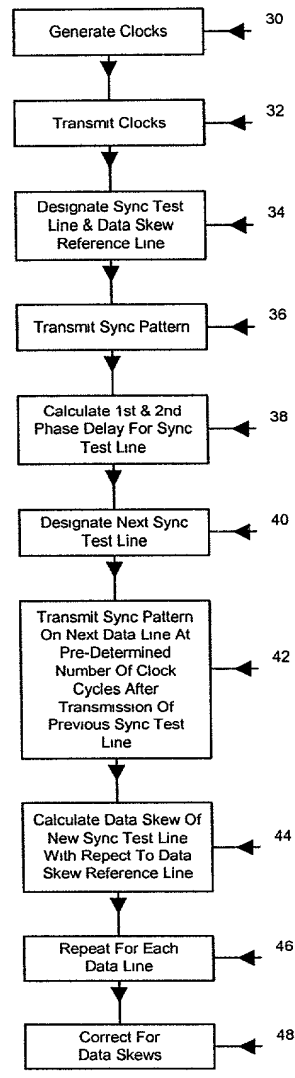 Generate Clocks
30
Transmit Clocks
32
Designate Sync Test
Line & Data Skew
Reference Line
34
Transmit Sync Pattern
36
Calculate 1st & 2nd
Phase Delay For Sync
Test Line
38
Designate Next Sync
Test Line
40
Transmit Sync Pattern
On Next Data Line At
Pre-Determined
Number Of Clock
Cycles After
Transmission Of
Previous Sync Test
Line
42
Calculate Data Skew Of
New Sync Test Line
With Repect To Data
Skew Reference Line
44
Repeat For Each
Data Line
46
Correct For
Data Skews
48